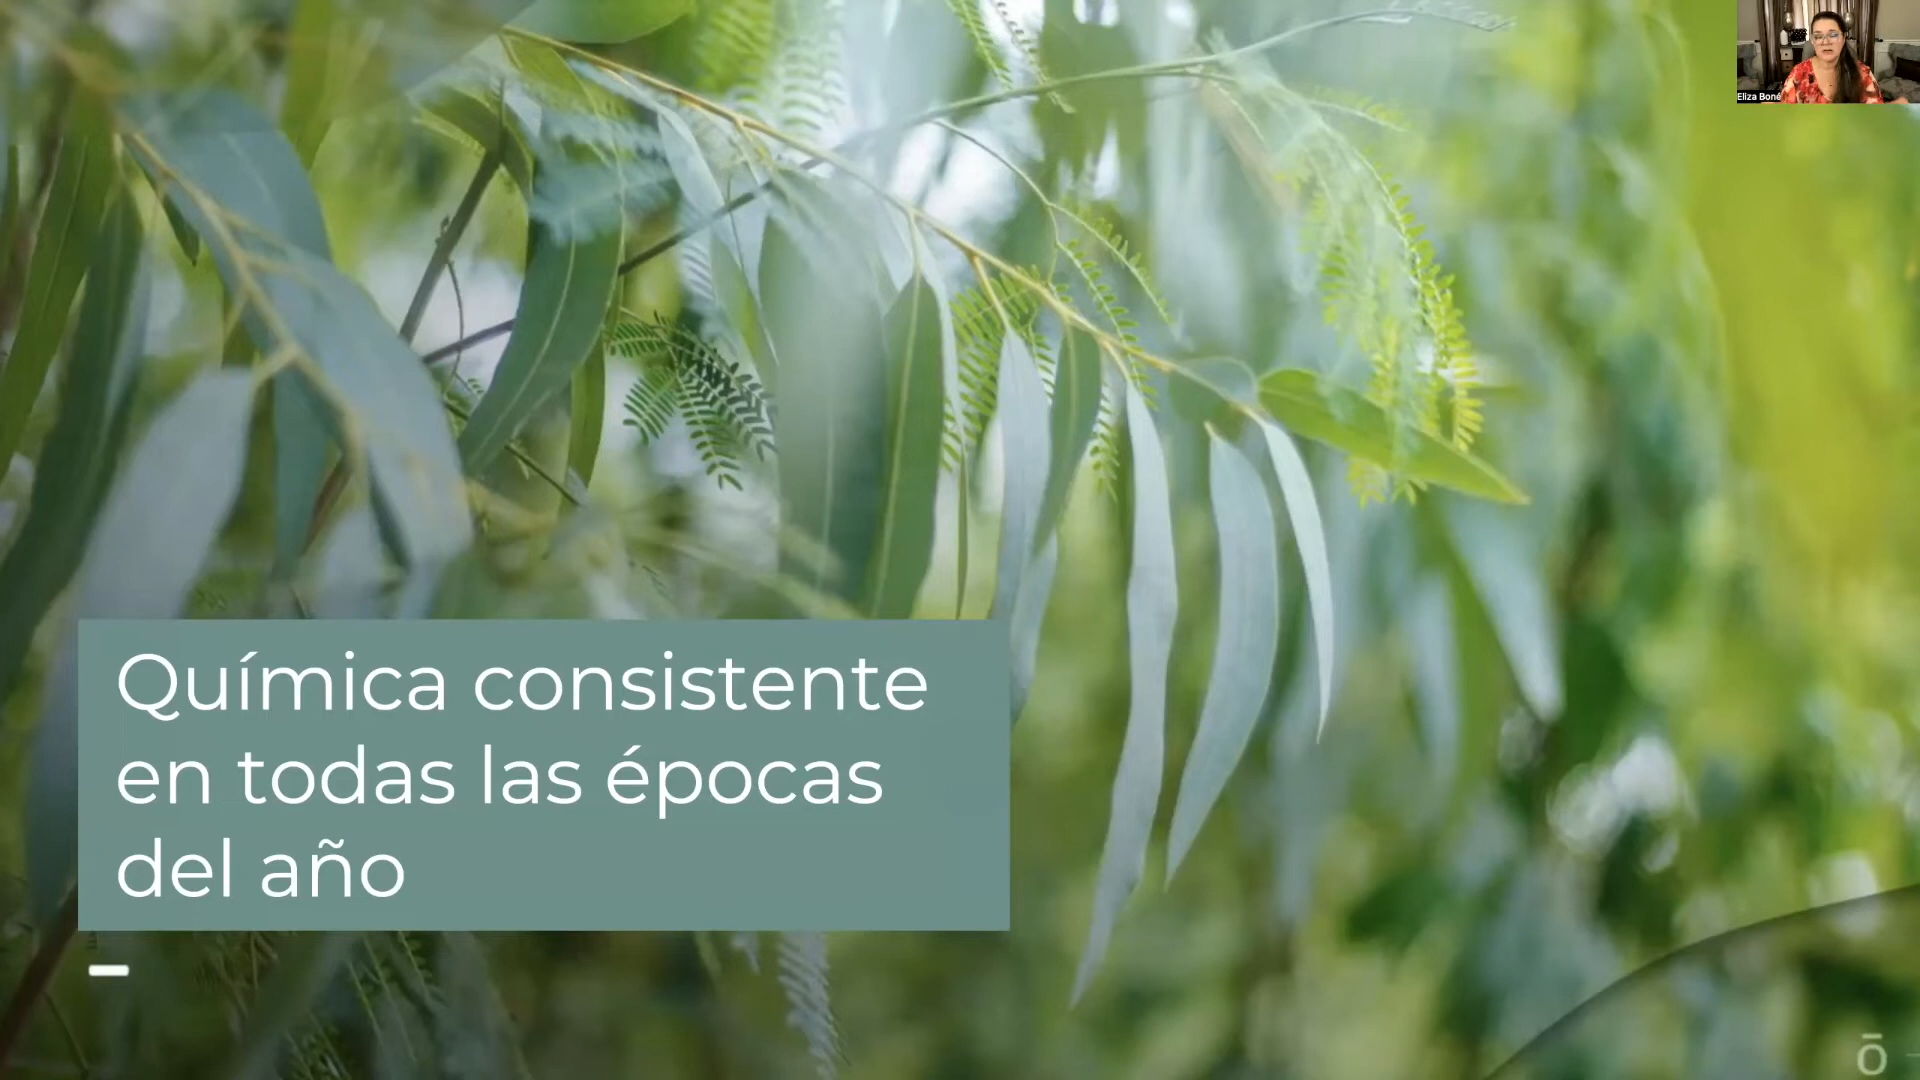 Eliza Boné
Química consistente
en todas las épocas
del año
ō